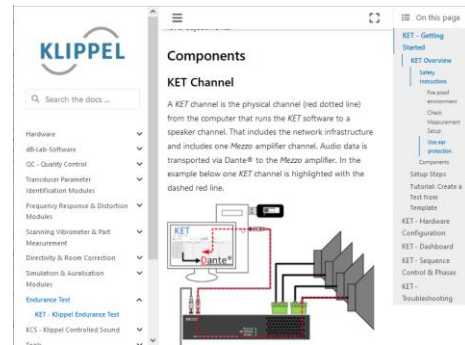 KLIPPEL
Search the docs ...
Hardware
dB-Lab-Software
QC - Quality Control
Transducer Parameter
Identification Modules
Frequency Response & Distortion
Modules
Scanning Vibrometer & Part
Measurement
Directivity & Room Correction
Simulation & Auralisation
Modules
Endurance Test
KET - Klippel Endurance Test
KCS - Klippel Controlled Sound
Components
KET Channel
A KET channel is the physical channel (red dotted line)
from the computer that runs the KET software to a
speaker channel. That includes the network infrastructure
and includes one Mezzo amplifier channel. Audio data is
transported via Dante® to the Mezzo amplifier. In the
example below one KET channel is highlighted with the
dashed red line.
KET
Dante®
On this page
KET - Getting
Started
KET Overview
Safety
Instructions
Fire proof
environment
Check
Measurement
Setup
Use ear
protection
Components
Setup Steps
Tutorial: Create a
Test from
Template
KET - Hardware
Configuration
KET - Dashboard
KET - Sequence
Control & Phases
KET -
Troubleshooting